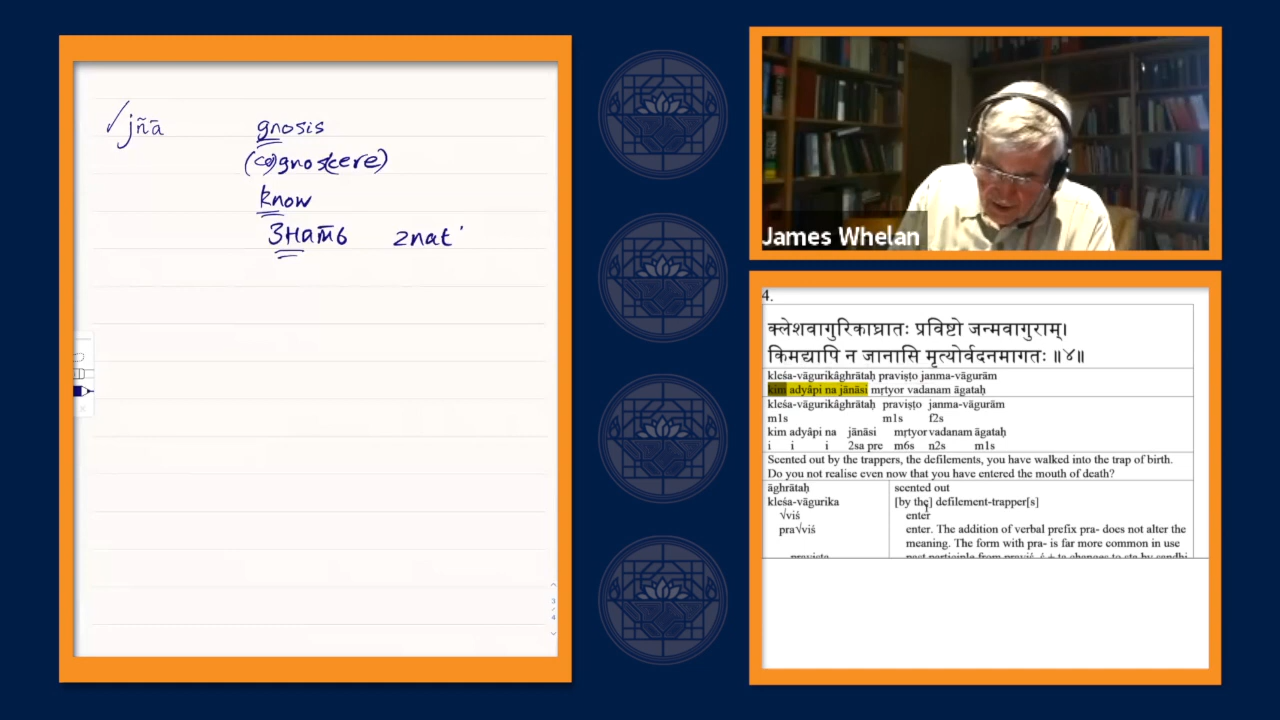 √jñā gnosis
(co)gnoscere)
know
знать znat'
James Whelan
4.
क्लेशवागुरिकाघ्रातः प्रविष्टो जन्मवागुराम्।
किमद्यापि न जानासि मृत्योर्वदनमागतः ॥४॥
kleśa-vāgurikâghrātaḥ praviṣṭo janma-vāgurām
kim adyâpi na jānāsi mṛtyor vadanam āgataḥ
kleśa-vāgurikâghrātaḥ praviṣṭo janma-vāgurām
m1s m1s f2s
kim adyâpi na jānāsi mṛtyor vadanam āgataḥ
i i i 2sa pre m6s n2s m1s
Scented out by the trappers, the defilements, you have walked into the trap of birth.
Do you not realise even now that you have entered the mouth of death?
āghrātaḥ scented out
kleśa-vāgurika [by the] defilement-trapper[s]
√viś enter
pra√viś enter. The addition of verbal prefix pra- does not alter the
meaning. The form with pra- is far more common in use